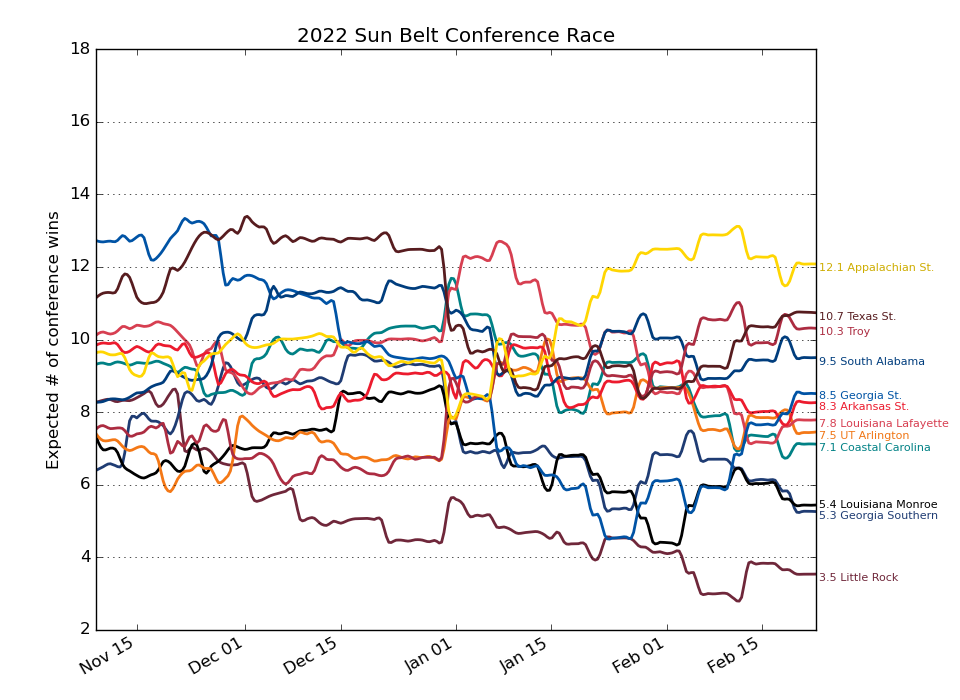 2022 Sun Belt Conference Race
Expected # of conference wins
18
16
14
12
10
8
6
4
2
12.1 Appalachian St.
10.7 Texas St.
10.3 Troy
9.5 South Alabama
8.5 Georgia St.
8.3 Arkansas St.
7.8 Louisiana Lafayette
7.5 UT Arlington
7.1 Coastal Carolina
5.4 Louisiana Monroe
5.3 Georgia Southern
3.5 Little Rock
Nov 15
Dec 01
Dec 15
Jan 01
Jan 15
Feb 01
Feb 15